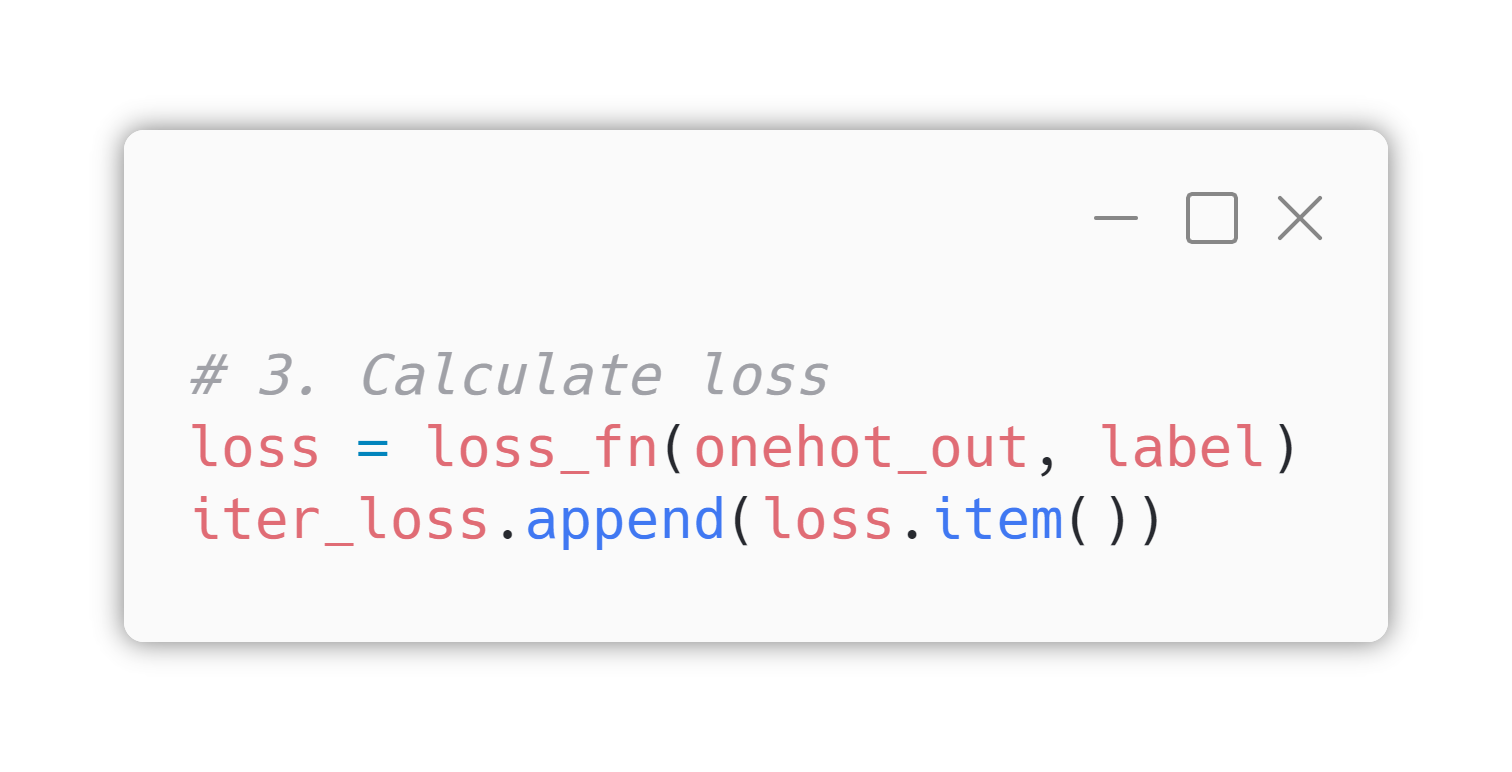 # 3. Calculate loss
loss = loss_fn(onehot_out, label)
iter_loss.append(loss.item())